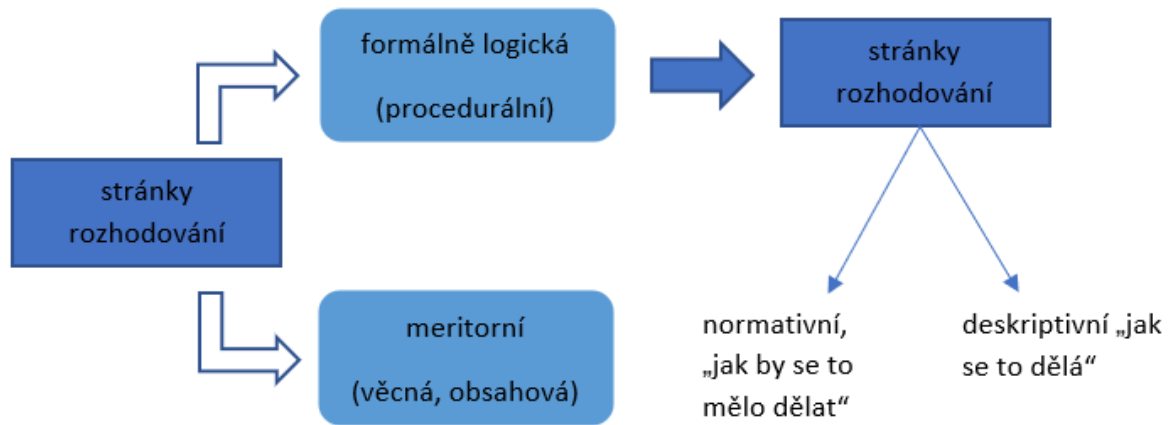 formálně logická
(procedurální)
stránky
rozhodování
stránky
rozhodování
meritorní
(věcná, obsahová)
normativní,
„jak by se to
mělo dělat“
deskriptivní „jak
se to dělá“